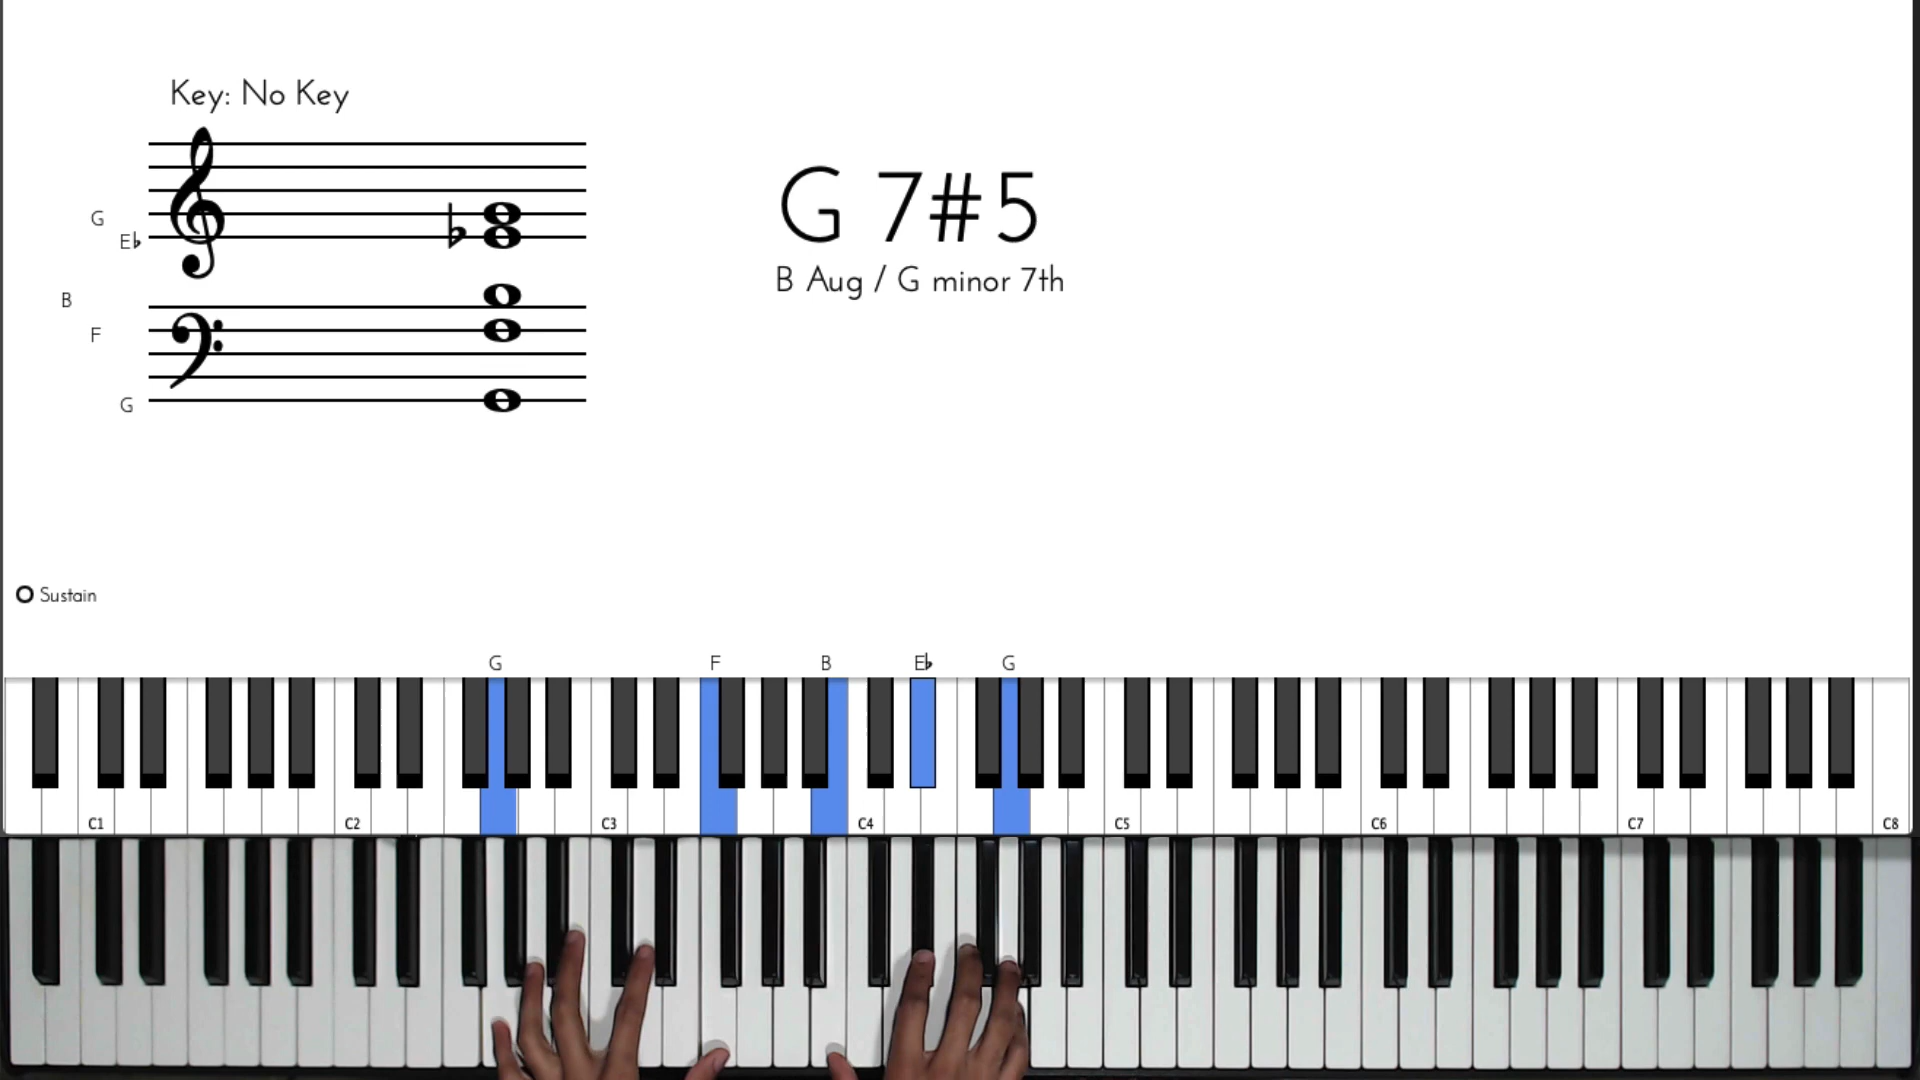 Key: No Key
G
E♭
B
F
G
G 7#5
B Aug / G minor 7th
Sustain
G F B E♭ G
C1 C2 C3 C4 C5 C6 C7 C8